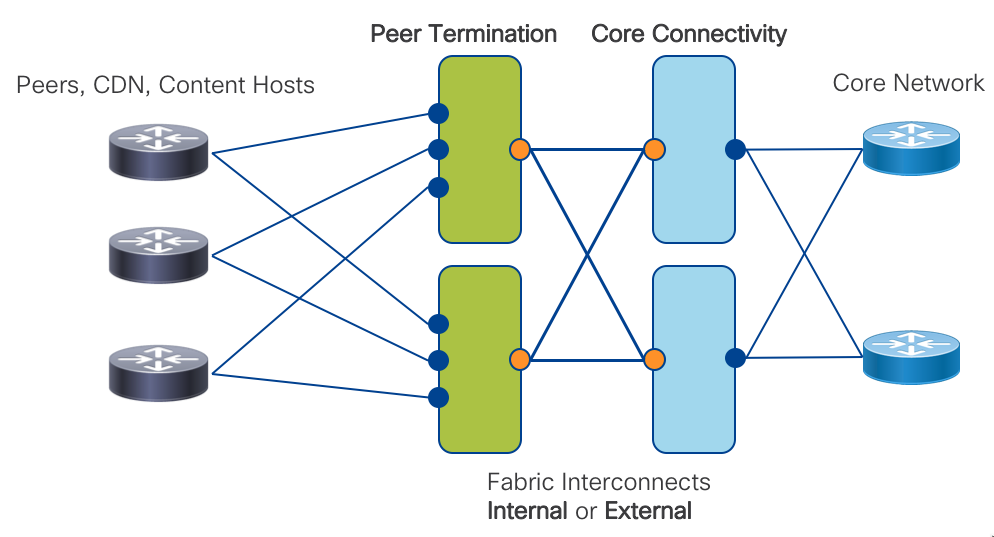 Peer Termination
Core Connectivity
Peers, CDN, Content Hosts
Core Network
Fabric Interconnects
Internal or External